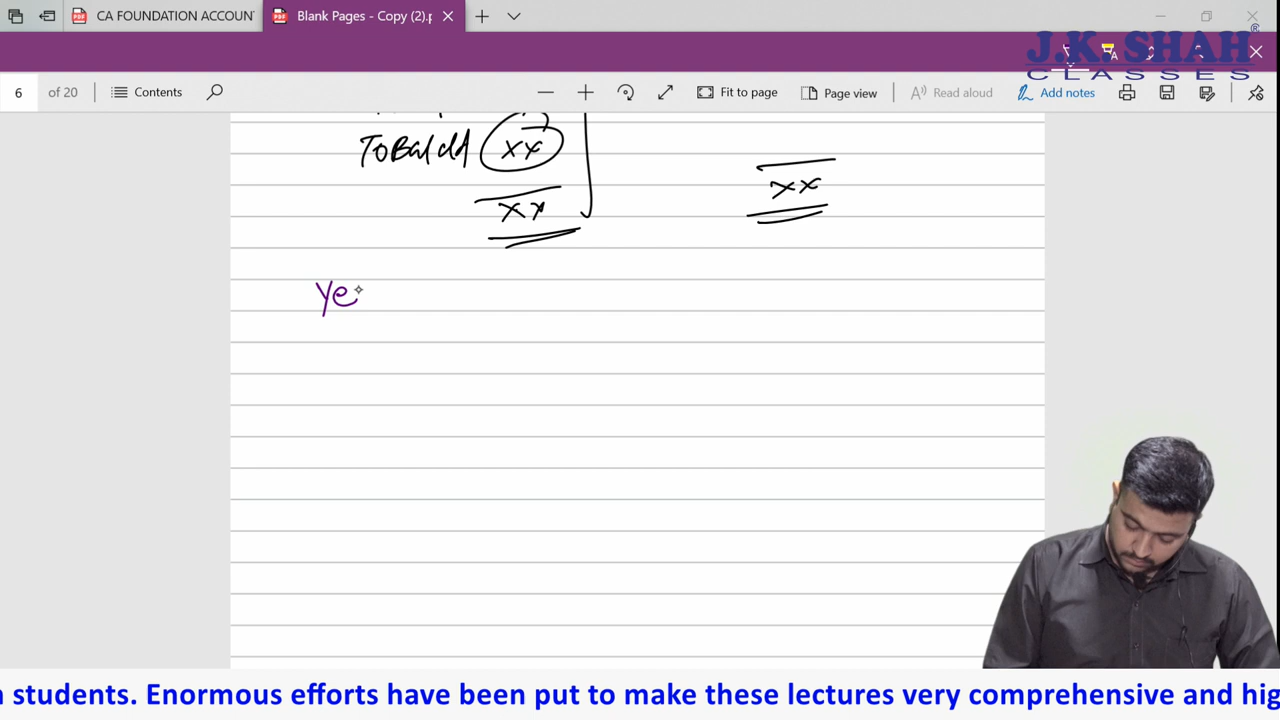 CA FOUNDATION ACCOUN
Blank Pages - Copy (2).p
J.K. SHAH®
CLASSES
6 of 20 Contents Fit to page Page view Read aloud Add notes
To Bal c/d xx
xx
xx
Ye
n students. Enormous efforts have been put to make these lectures very comprehensive and hig